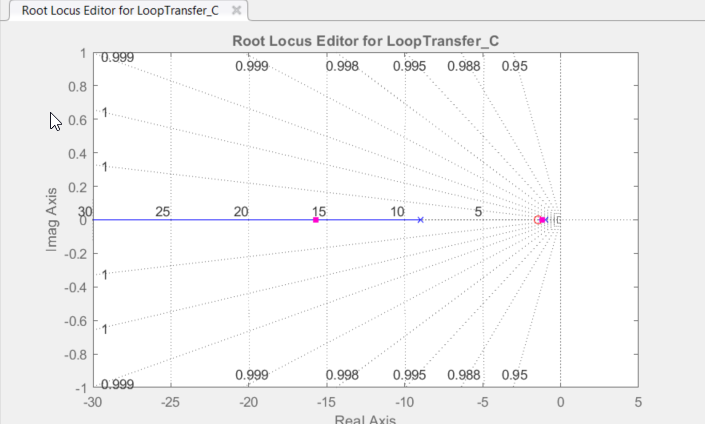 Root Locus Editor for LoopTransfer_C
Root Locus Editor for LoopTransfer_C
1
0.999 0.999 0.998 0.995 0.988 0.95
0.8
1
0.6
0.4
1
0.2
30 25 20 15 10 5
0
Imag Axis
-0.2
1
-0.4
-0.6
1
-0.8
0.999 0.999 0.998 0.995 0.988 0.95
-1
-30 -25 -20 -15 -10 -5 0 5
Real Axis